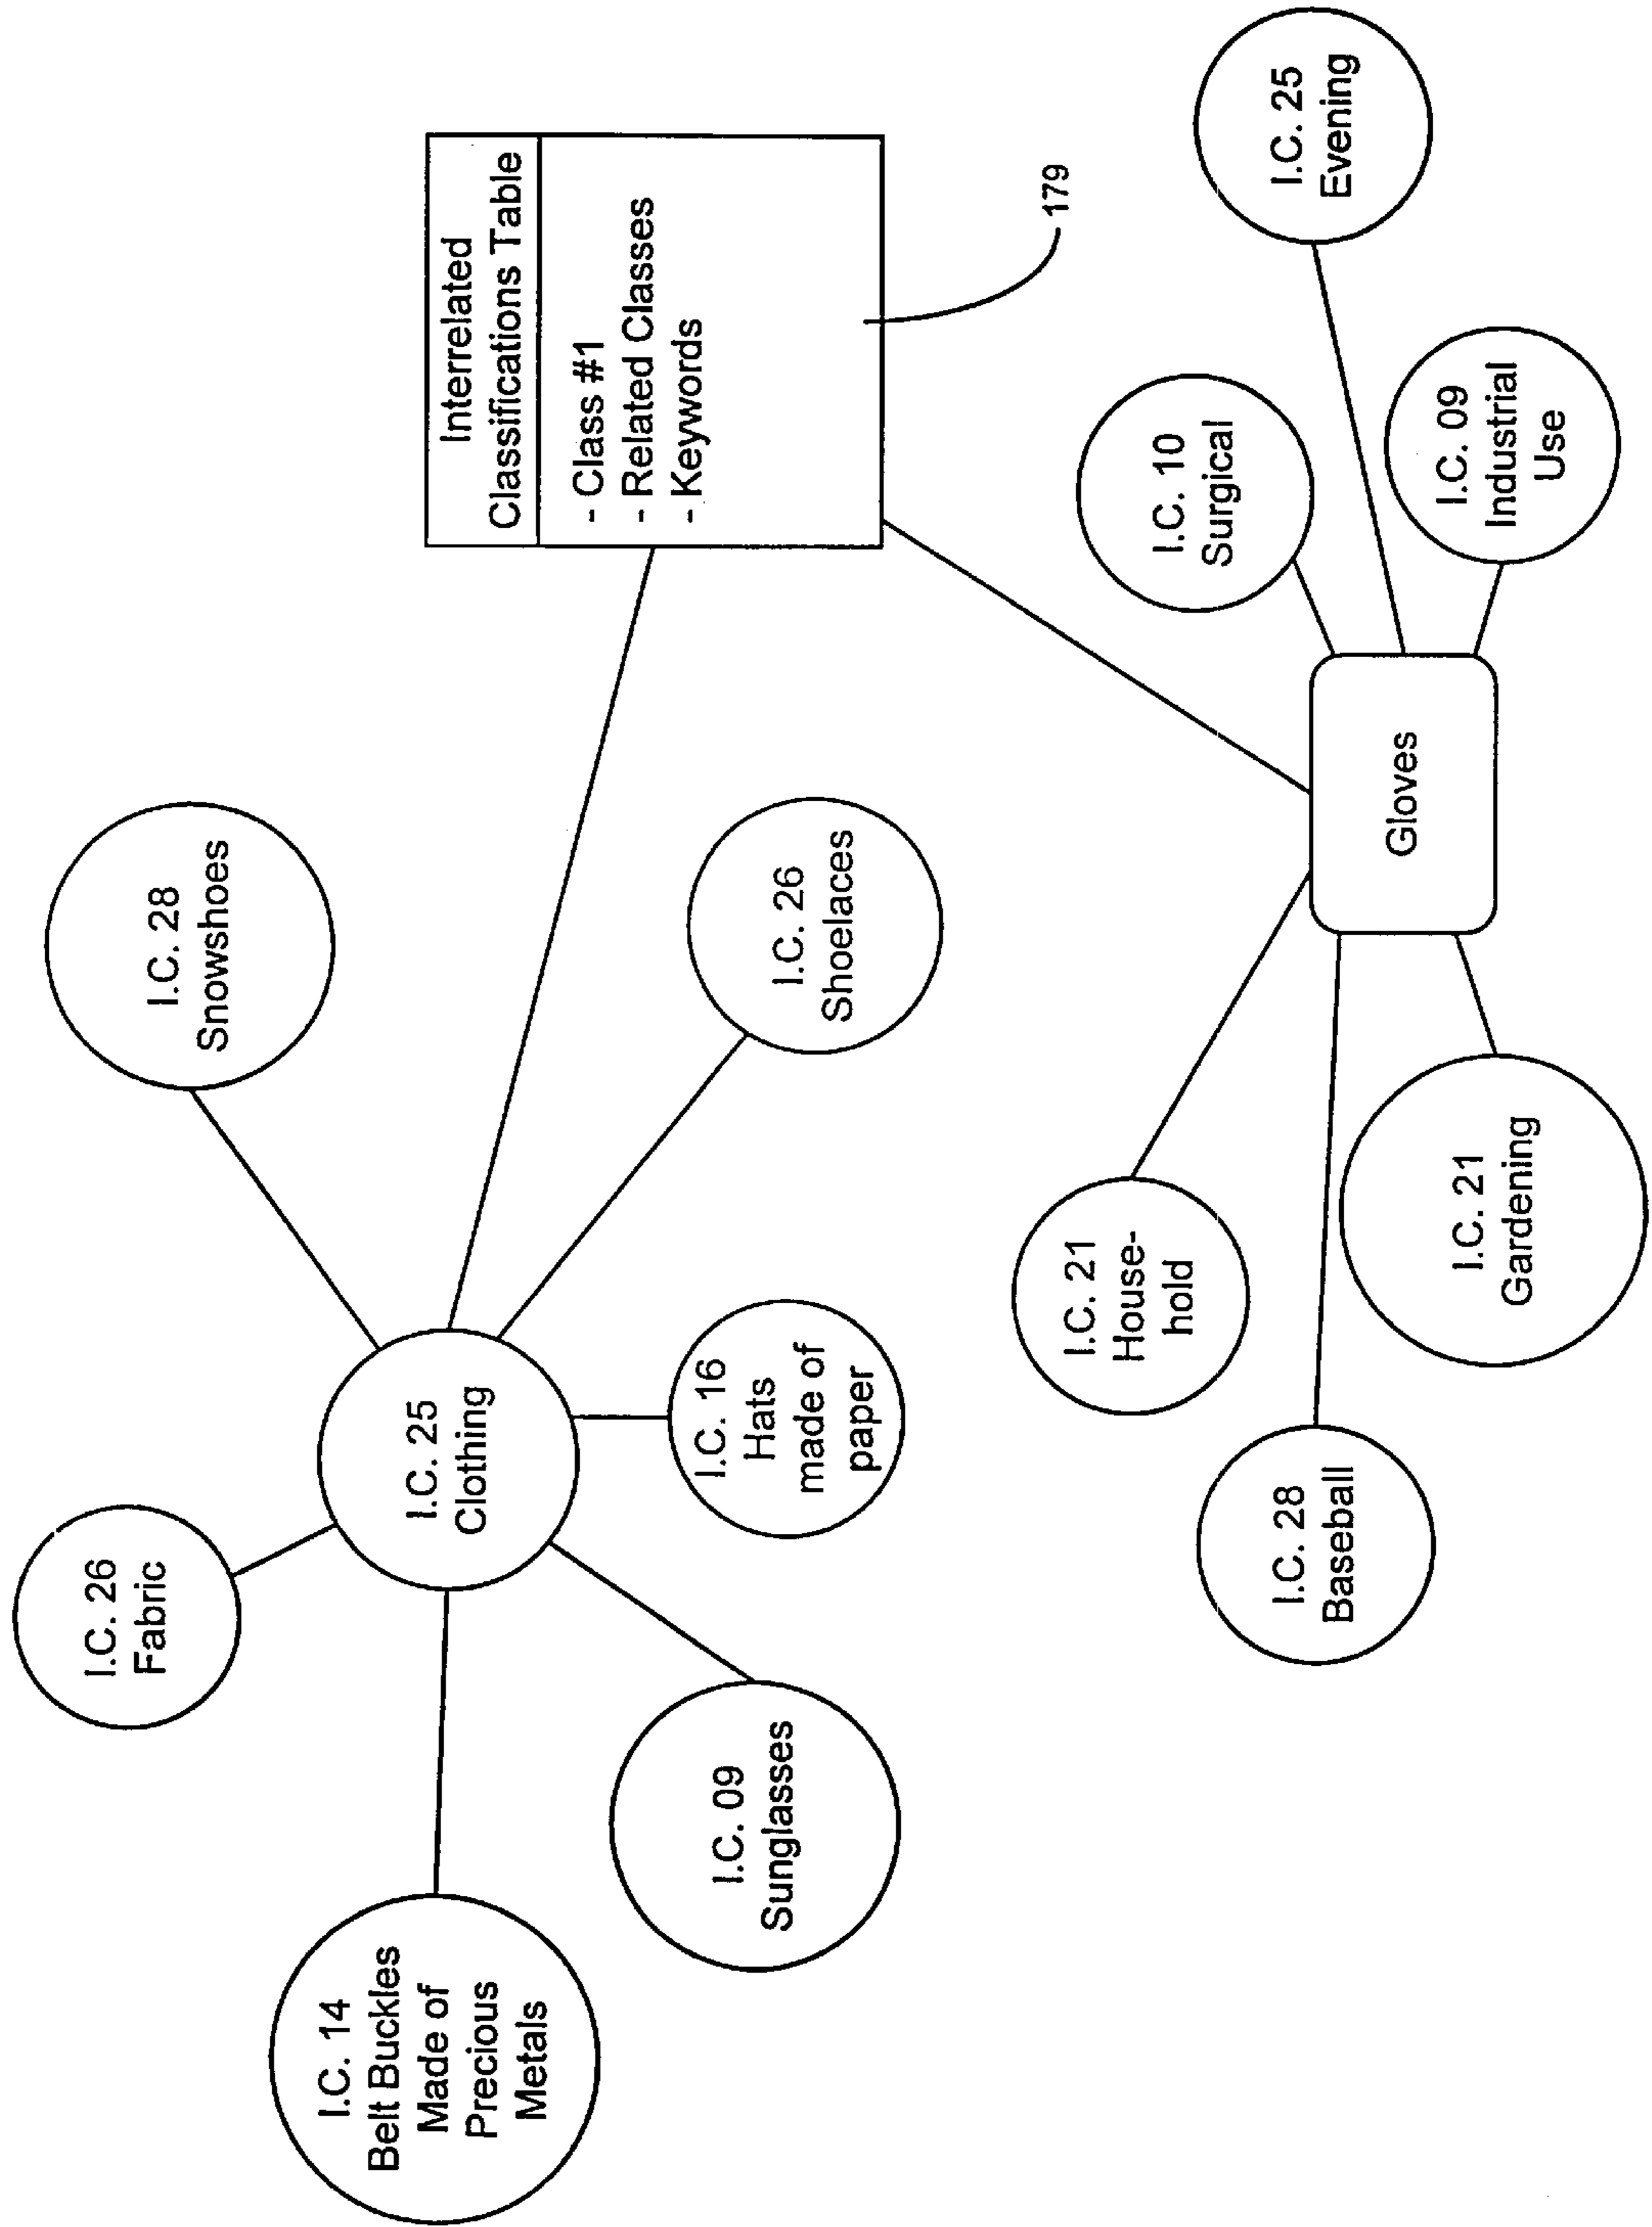 I.C. 26
Fabric
I.C. 28
Snowshoes
I.C. 14
Belt Buckles
Made of
Precious
Metals
I.C. 25
Clothing
Interrelated
Classifications Table
- Class #1
- Related Classes
- Keywords
I.C. 09
Sunglasses
I.C. 16
Hats
made of
paper
I.C. 26
Shoelaces
179
I.C. 21
House-
hold
I.C. 10
Surgical
I.C. 28
Baseball
I.C. 25
Evening
Gloves
I.C. 21
Gardening
I.C. 09
Industrial
Use